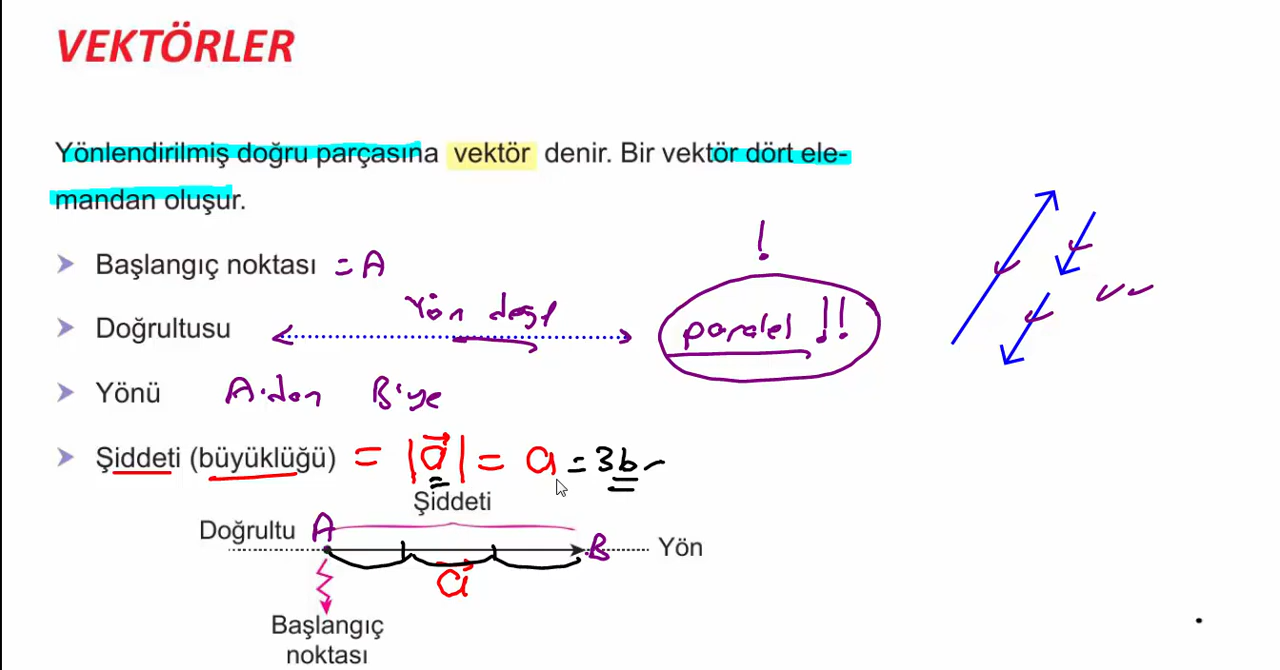 VEKTÖRLER
Yönlendirilmiş doğru parçasına vektör denir. Bir vektör dört ele-
mandan oluşur.
Başlangıç noktası = A
!
Yön değil
Doğrultusu
paralel !!
Yönü A'dan B'ye
Şiddeti (büyüklüğü) = |a⃗| = a = 3br
Şiddeti
Doğrultu A
B Yön
a⃗
Başlangıç
noktası